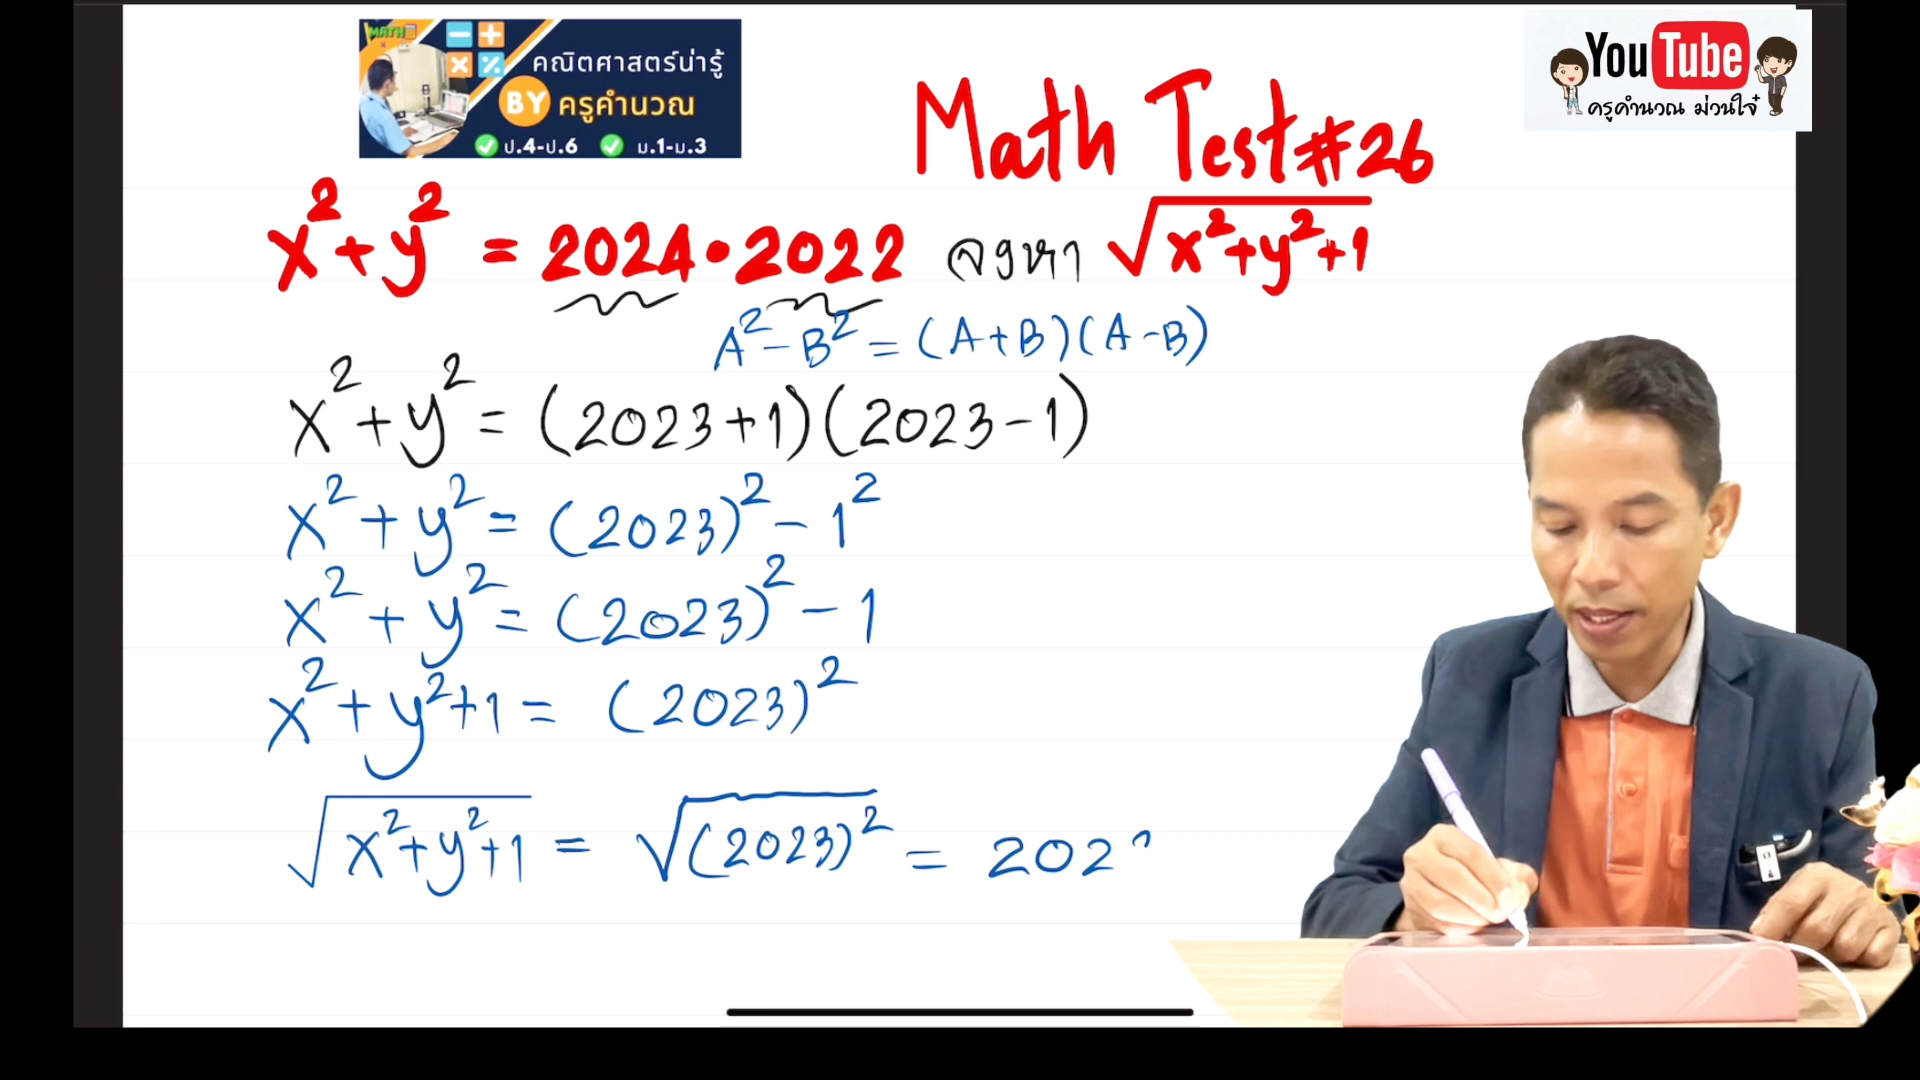 MATH
คณิตศาสตร์น่ารู้
BY ครูคำนวณ
ป.4-ป.6 ม.1-ม.3
YouTube
ครูคำนวณ ม่วนใจ๋
Math Test#26
x²+y² = 2024•2022 จงหา √x²+y²+1
A²-B² = (A+B)(A-B)
x²+y² = (2023+1)(2023-1)
x²+y² = (2023)²-1²
x²+y² = (2023)²-1
x²+y²+1 = (2023)²
√x²+y²+1 = √(2023)² = 202